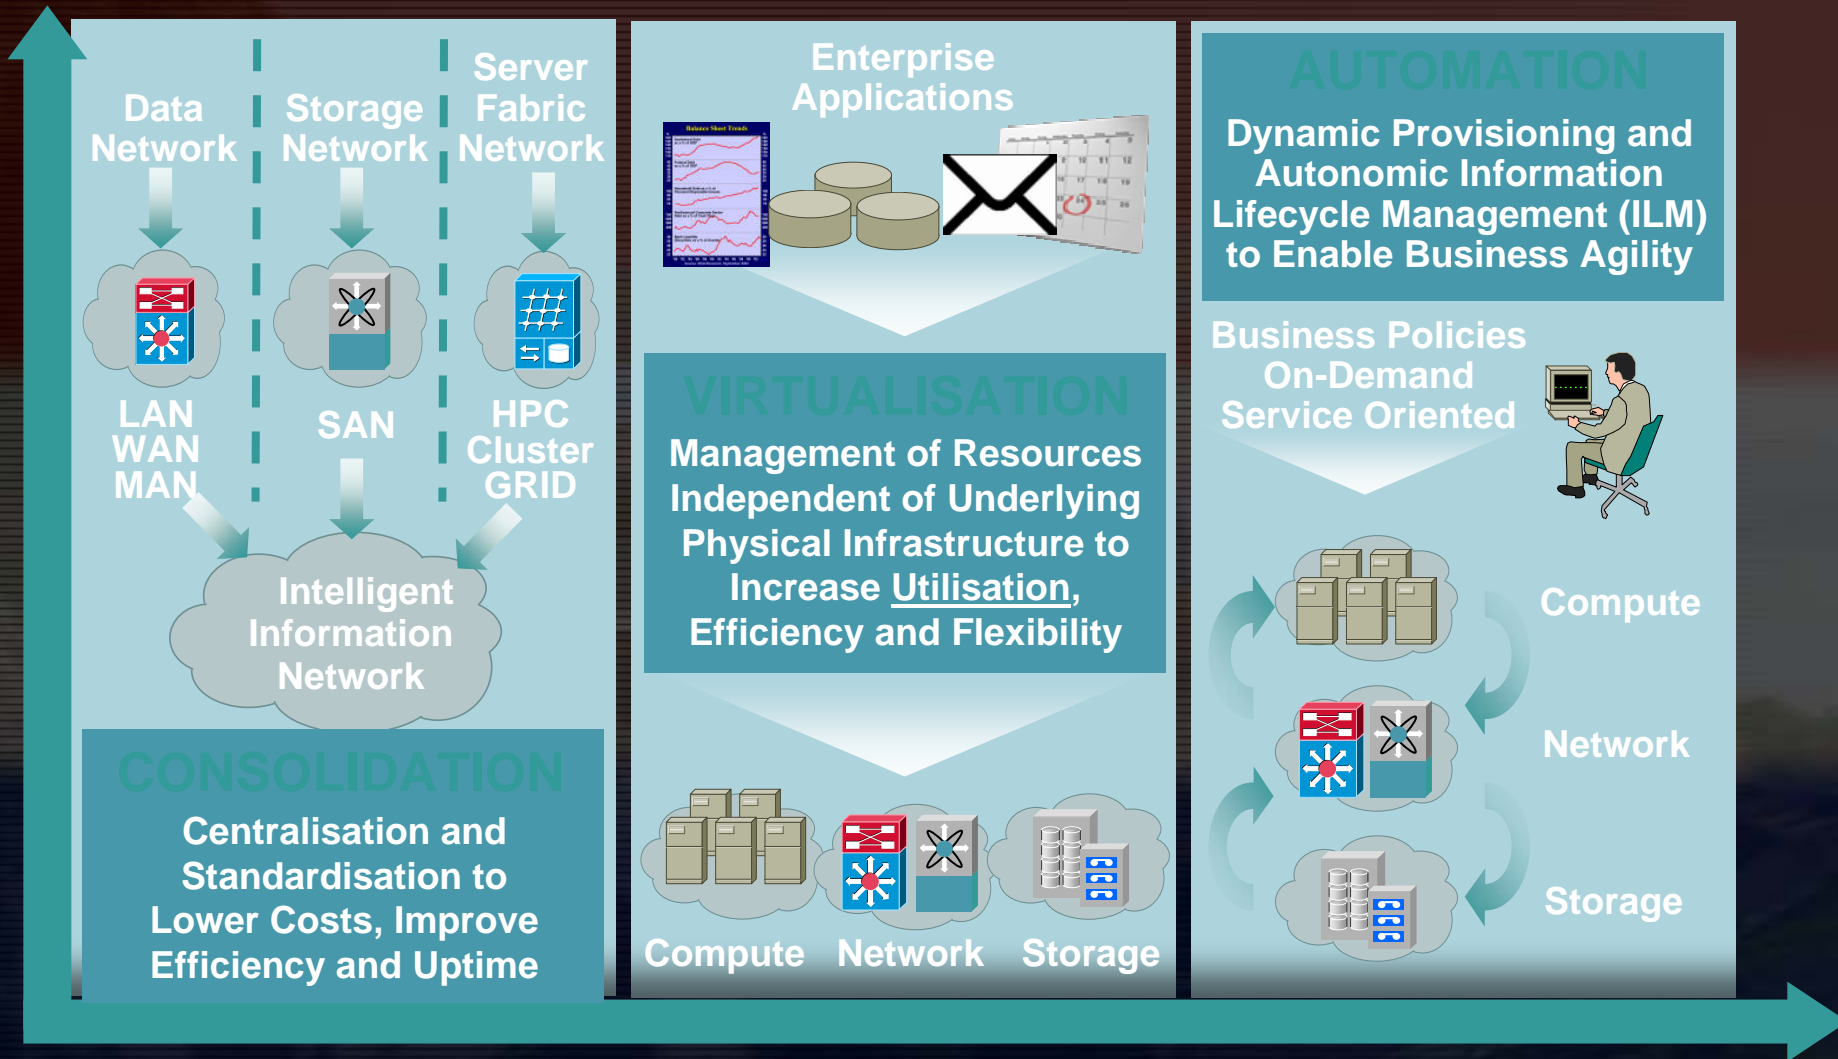 Data
Network
Storage
Network
Server
Fabric
Network
LAN
WAN
MAN
SAN
HPC
Cluster
GRID
Intelligent
Information
Network
CONSOLIDATION
Centralisation and
Standardisation to
Lower Costs, Improve
Efficiency and Uptime
Enterprise
Applications
Balance Sheet Trends
VIRTUALISATION
Management of Resources
Independent of Underlying
Physical Infrastructure to
Increase Utilisation,
Efficiency and Flexibility
Compute Network Storage
AUTOMATION
Dynamic Provisioning and
Autonomic Information
Lifecycle Management (ILM)
to Enable Business Agility
Business Policies
On-Demand
Service Oriented
Compute
Network
Storage